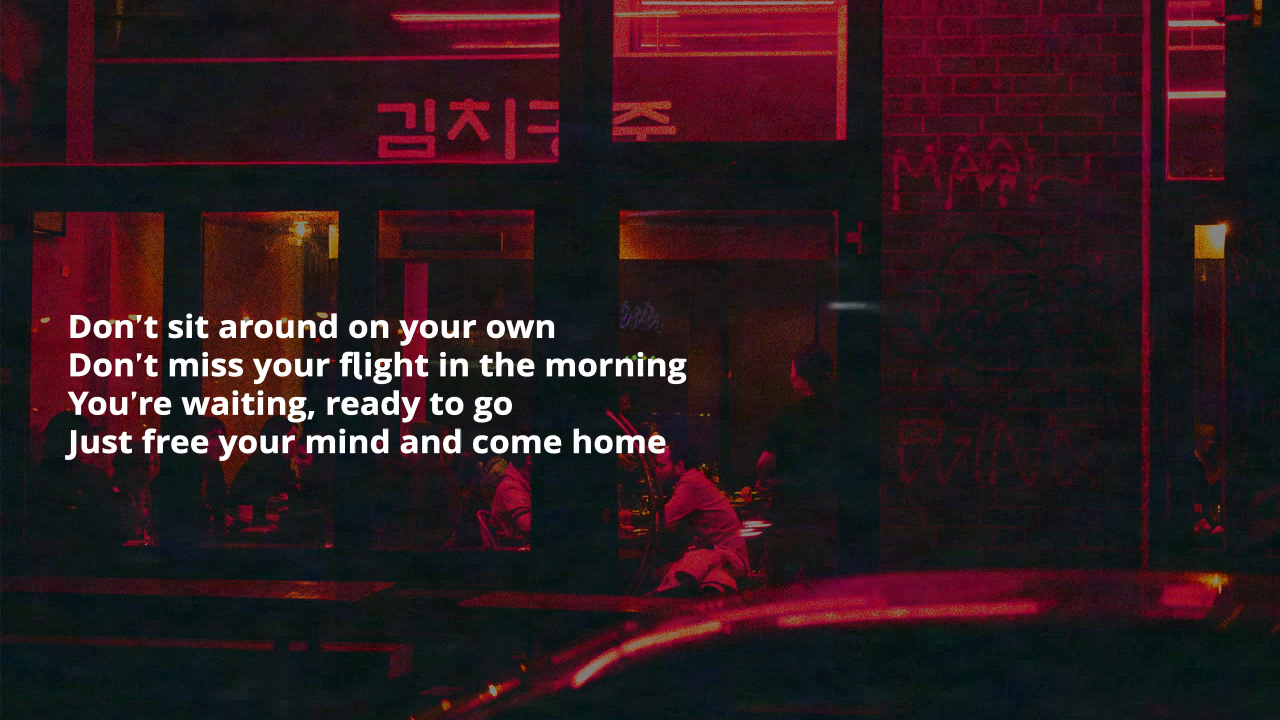 김치 주
Don't sit around on your own
Don't miss your flight in the morning
You're waiting, ready to go
Just free your mind and come home